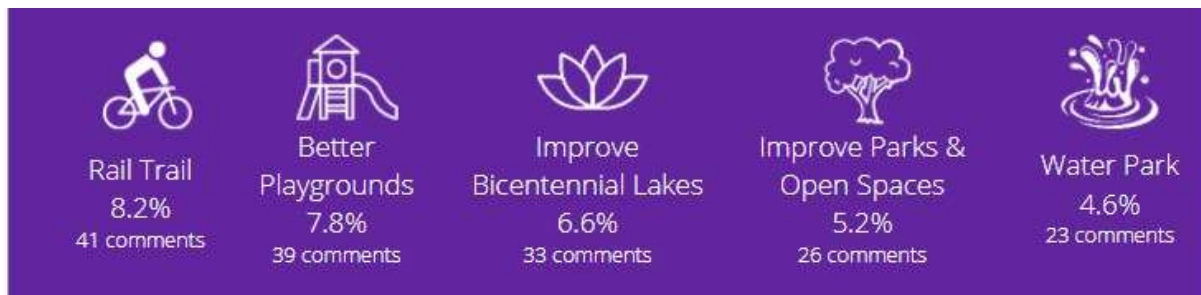 Rail Trail
8.2%
41 comments
Better
Playgrounds
7.8%
39 comments
Improve
Bicentennial Lakes
6.6%
33 comments
Improve Parks &
Open Spaces
5.2%
26 comments
Water Park
4.6%
23 comments